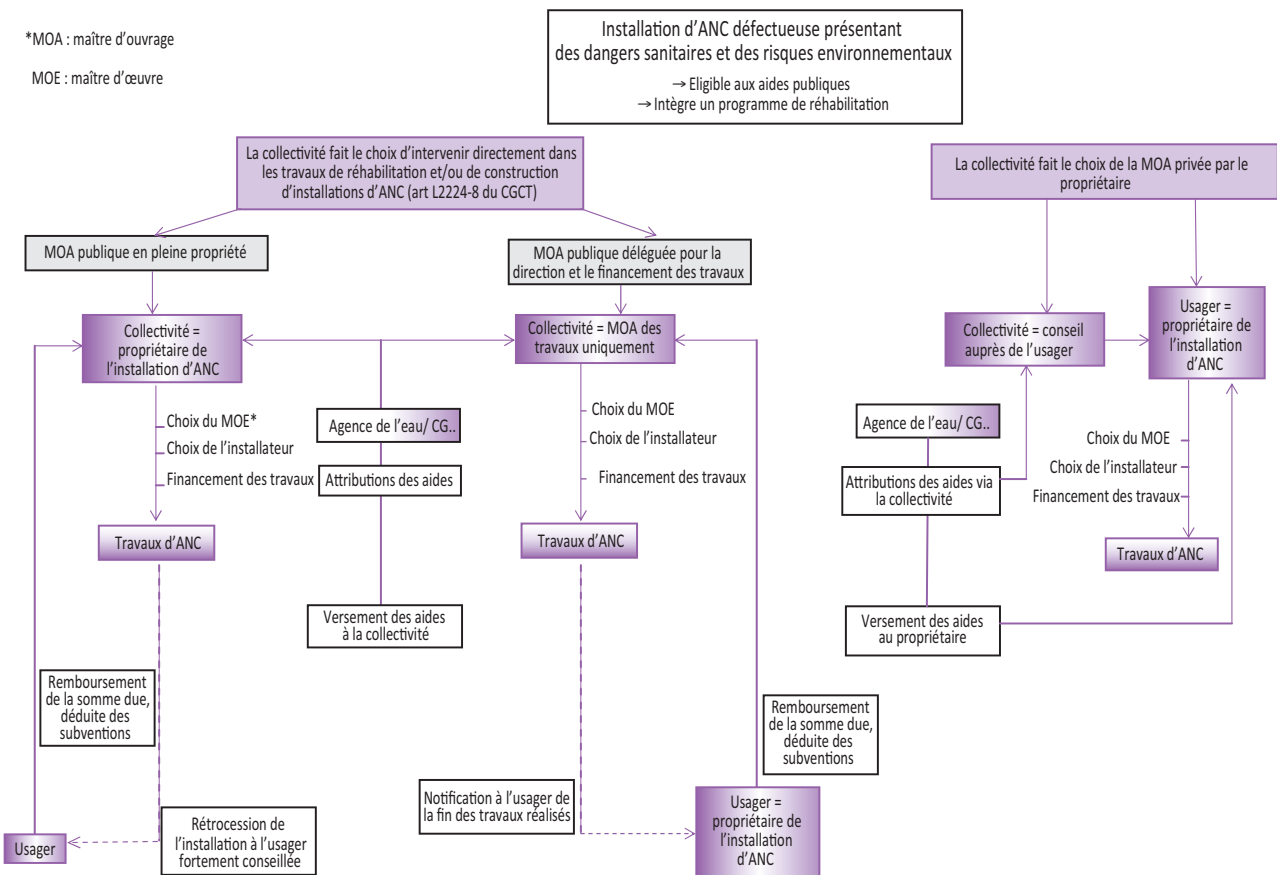 *MOA : maître d'ouvrage
MOE : maître d'œuvre
Installation d'ANC défectueuse présentant
des dangers sanitaires et des risques environnementaux
→ Eligible aux aides publiques
→ Intègre un programme de réhabilitation
La collectivité fait le choix d'intervenir directement dans
les travaux de réhabilitation et/ou de construction
d'installations d'ANC (art L2224-8 du CGCT)
La collectivité fait le choix de la MOA privée par le
propriétaire
MOA publique en pleine propriété
MOA publique déléguée pour la
direction et le financement des travaux
Collectivité =
propriétaire de
l'installation d'ANC
Collectivité = MOA des
travaux uniquement
Collectivité = conseil
auprès de l'usager
Usager =
propriétaire de
l'installation
d'ANC
Choix du MOE*
Choix de l'installateur
Financement des travaux
Agence de l'eau/ CG..
Attributions des aides
Choix du MOE
Choix de l'installateur
Financement des travaux
Agence de l'eau/ CG..
Attributions des aides via
la collectivité
Choix du MOE
Choix de l'installateur
Financement des travaux
Travaux d'ANC
Travaux d'ANC
Travaux d'ANC
Versement des aides
à la collectivité
Versement des aides
au propriétaire
Remboursement
de la somme due,
déduite des
subventions
Remboursement
de la somme due,
déduite des
subventions
Usager
Rétrocession de
l'installation à l'usager
fortement conseillée
Notification à l'usager de
la fin des travaux réalisés
Usager =
propriétaire de
l'installation
d'ANC